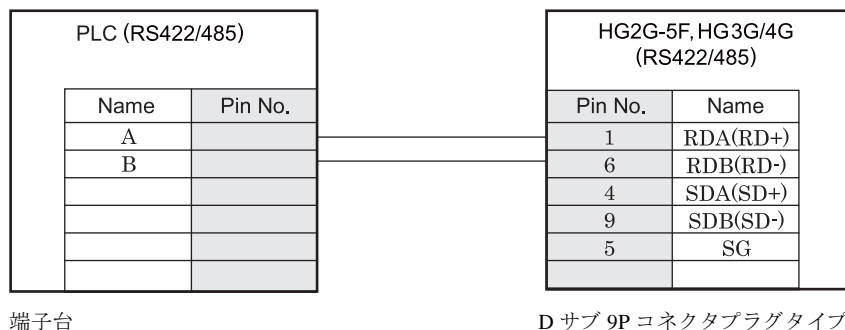 PLC (RS422/485)
Name Pin No.
A
B
HG2G-5F, HG3G/4G
(RS422/485)
Pin No. Name
1 RDA(RD+)
6 RDB(RD-)
4 SDA(SD+)
9 SDB(SD-)
5 SG
端子台
D サブ 9P コネクタプラグタイプ